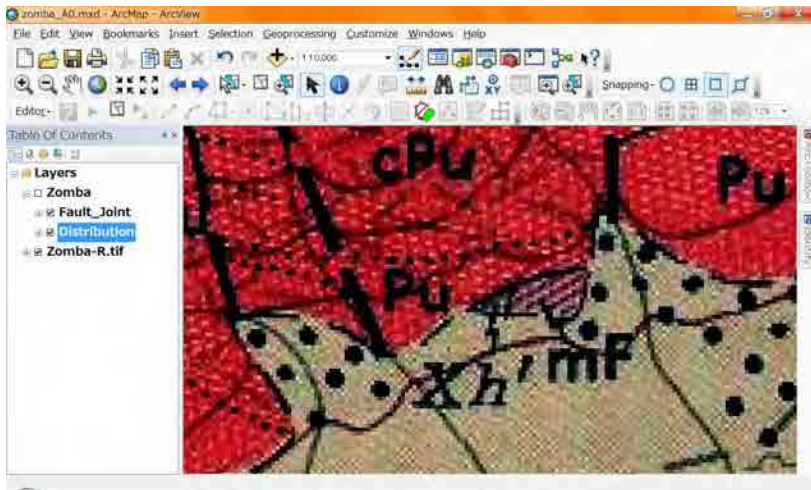 zomba_A0.mxd - ArcMap - ArcView
File Edit View Bookmarks Insert Selection Geoprocessing Customize Windows Help
1:10,000
Snapping-
Editor-
Table Of Contents
Layers
Zomba
Fault_Joint
Distribution
Zomba-R.tif
cPu
Pu
Pu
Xh' mF